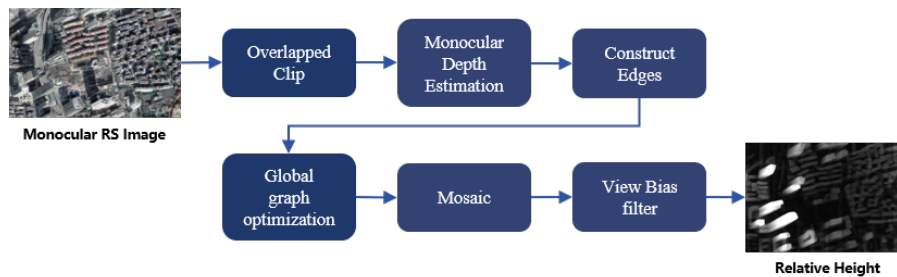 Monocular RS Image
Overlapped
Clip
Monocular
Depth
Estimation
Construct
Edges
Global
graph
optimization
Mosaic
View Bias
filter
Relative Height